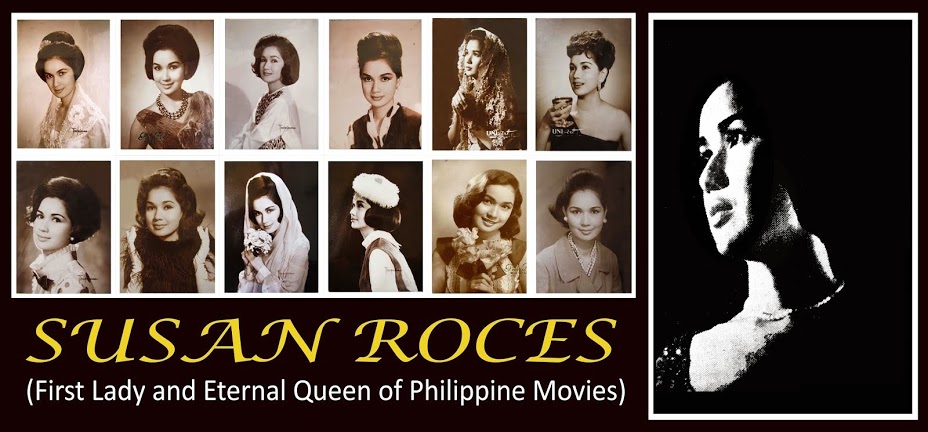 SUSAN ROCES
(First Lady and Eternal Queen of Philippine Movies)